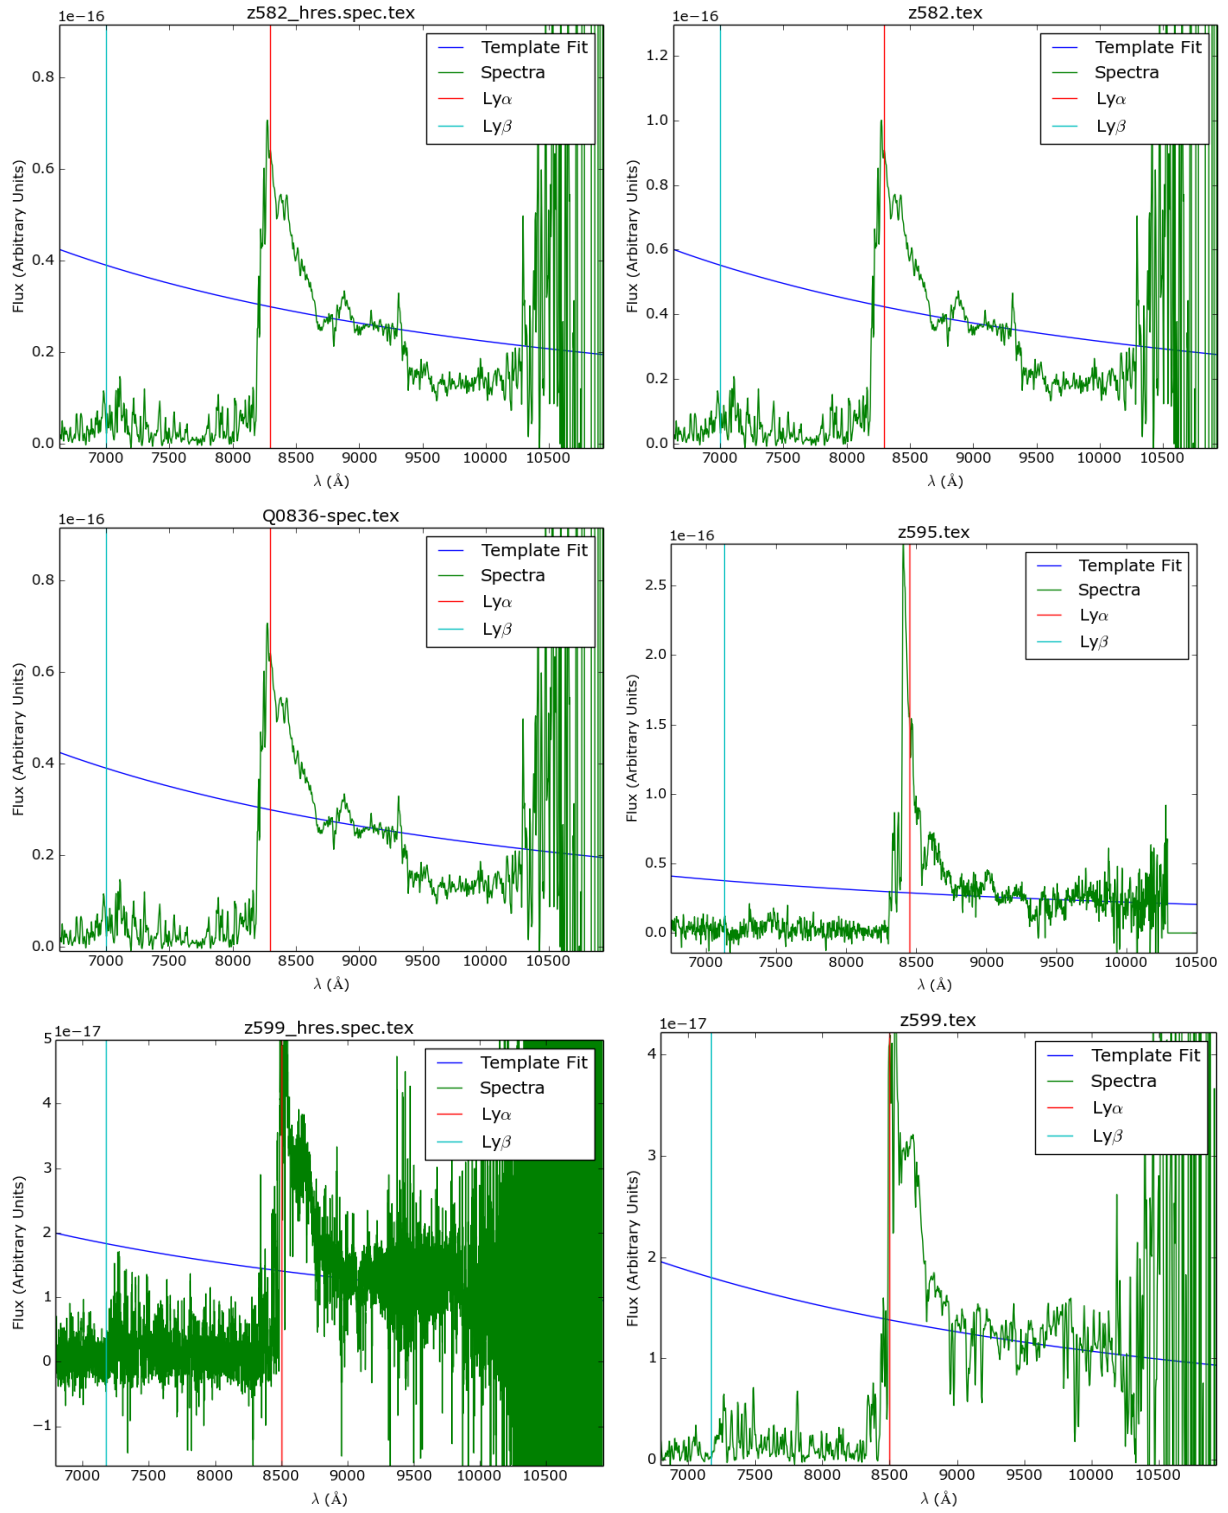 z582_hres.spec.tex
1e−16
Flux (Arbitrary Units)
0.8
0.6
0.4
0.2
0.0
Template Fit
Spectra
Lyα
Lyβ
7000 7500 8000 8500 9000 9500 10000 10500
λ (Å)
z582.tex
1e−16
Flux (Arbitrary Units)
1.2
1.0
0.8
0.6
0.4
0.2
0.0
Template Fit
Spectra
Lyα
Lyβ
7000 7500 8000 8500 9000 9500 10000 10500
λ (Å)
Q0836-spec.tex
1e−16
Flux (Arbitrary Units)
0.8
0.6
0.4
0.2
0.0
Template Fit
Spectra
Lyα
Lyβ
7000 7500 8000 8500 9000 9500 10000 10500
λ (Å)
z595.tex
1e−16
Flux (Arbitrary Units)
2.5
2.0
1.5
1.0
0.5
0.0
Template Fit
Spectra
Lyα
Lyβ
7000 7500 8000 8500 9000 9500 10000 10500
λ (Å)
z599_hres.spec.tex
1e−17
Flux (Arbitrary Units)
5
4
3
2
1
0
−1
Template Fit
Spectra
Lyα
Lyβ
7000 7500 8000 8500 9000 9500 10000 10500
λ (Å)
z599.tex
1e−17
Flux (Arbitrary Units)
4
3
2
1
0
Template Fit
Spectra
Lyα
Lyβ
7000 7500 8000 8500 9000 9500 10000 10500
λ (Å)